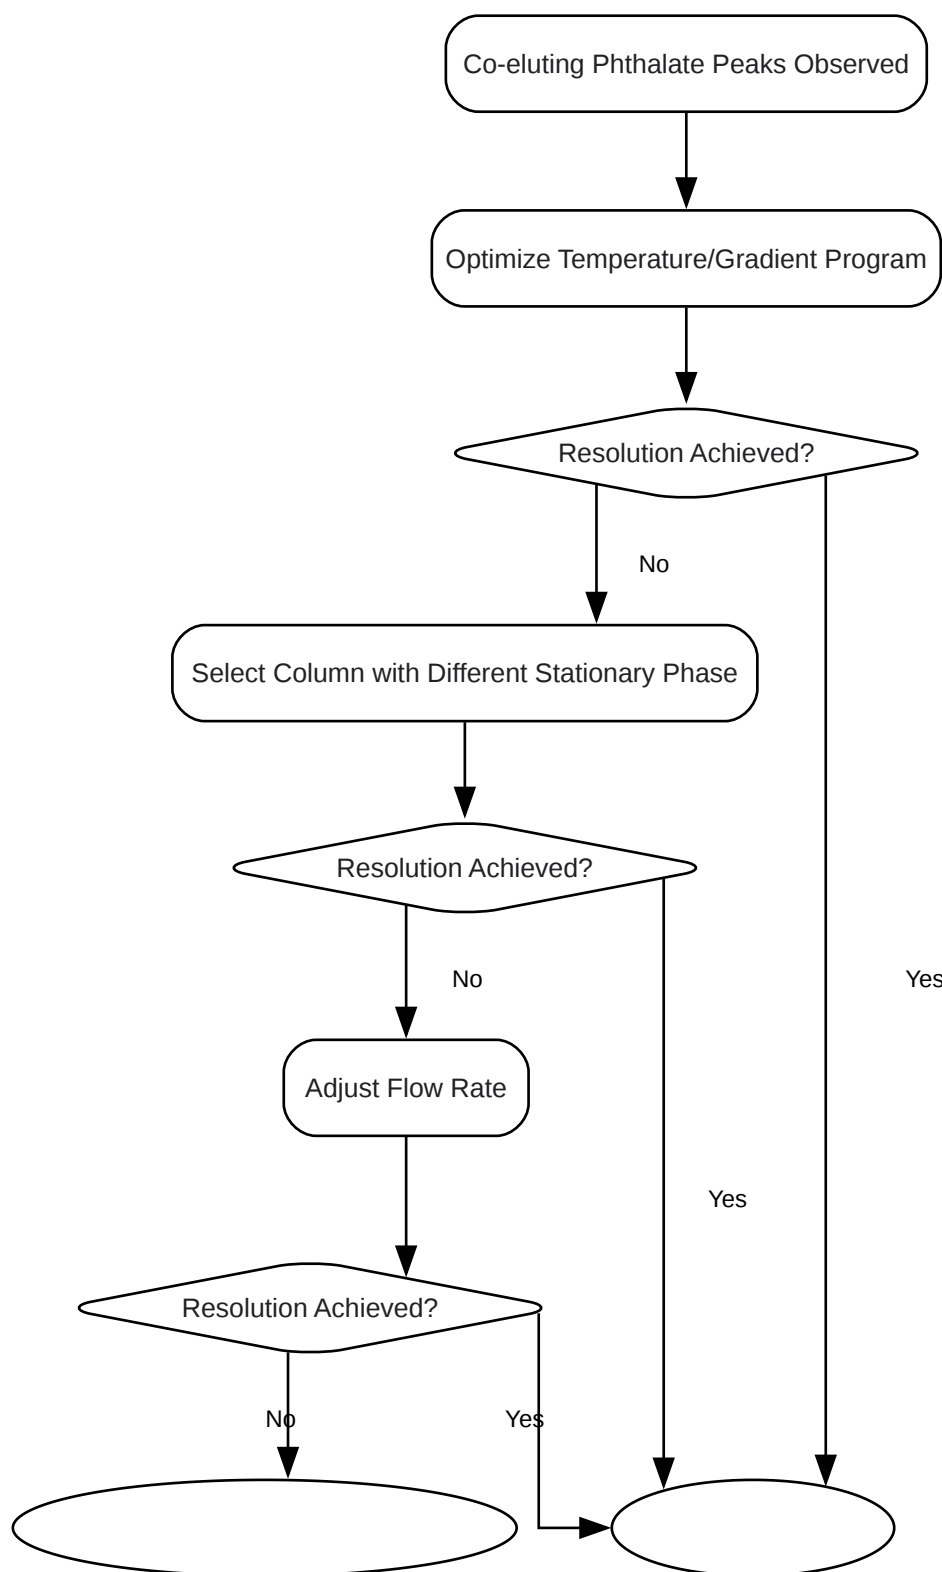 Co-eluting Phthalate Peaks Observed
Optimize Temperature/Gradient Program
Resolution Achieved?
No
Select Column with Different Stationary Phase
Resolution Achieved?
No
Yes
Adjust Flow Rate
Yes
Resolution Achieved?
No
Yes